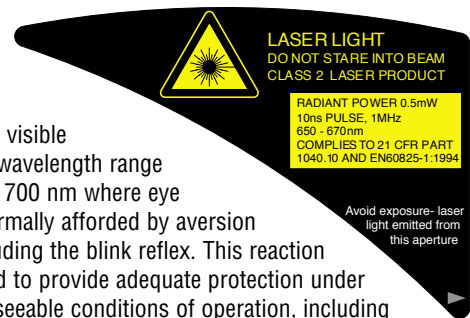 LASER LIGHT
DO NOT STARE INTO BEAM
CLASS 2 LASER PRODUCT
RADIANT POWER 0.5mW
10ns PULSE, 1MHz
650 - 670nm
COMPLIES TO 21 CFR PART
1040.10 AND EN60825-1:1994
Avoid exposure- laser
light emitted from
this aperture
visible
wavelength range
700 nm where eye
rmally afforded by aversion
uding the blink reflex. This reaction
d to provide adequate protection under
seeable conditions of operation, including